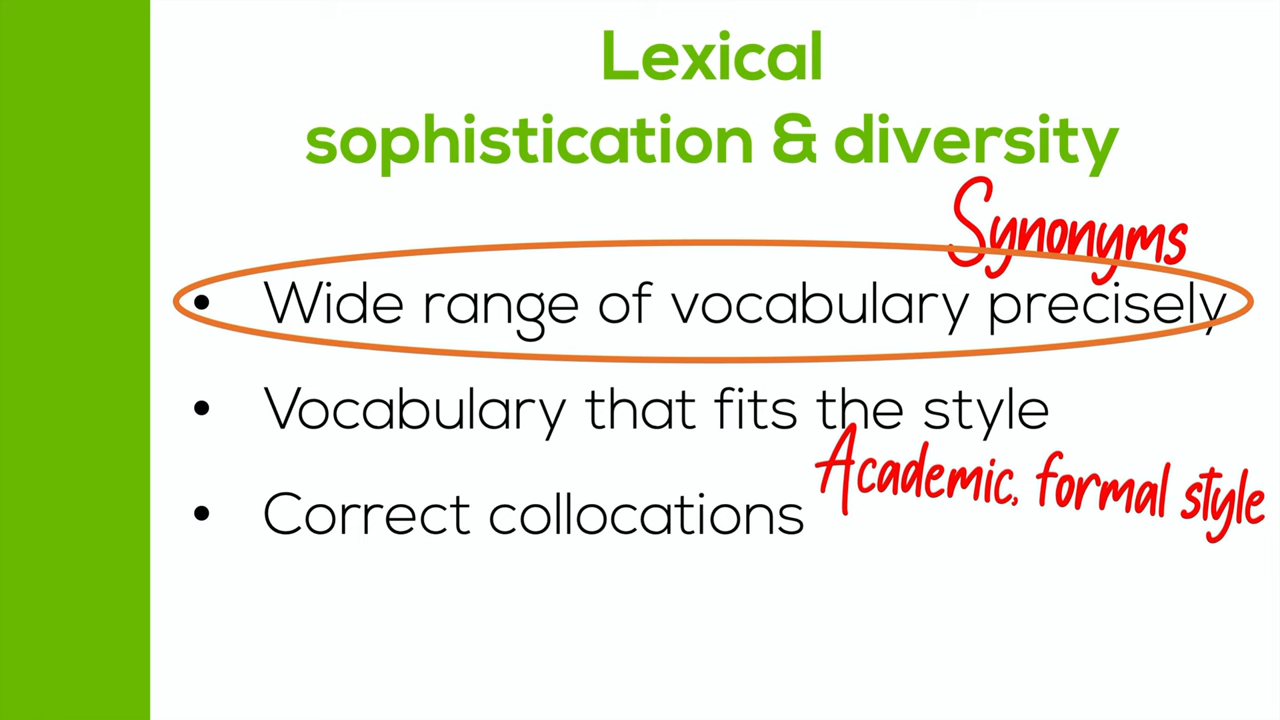 Lexical
sophistication & diversity
Synonyms
• Wide range of vocabulary precisely
• Vocabulary that fits the style
Academic, formal style
• Correct collocations